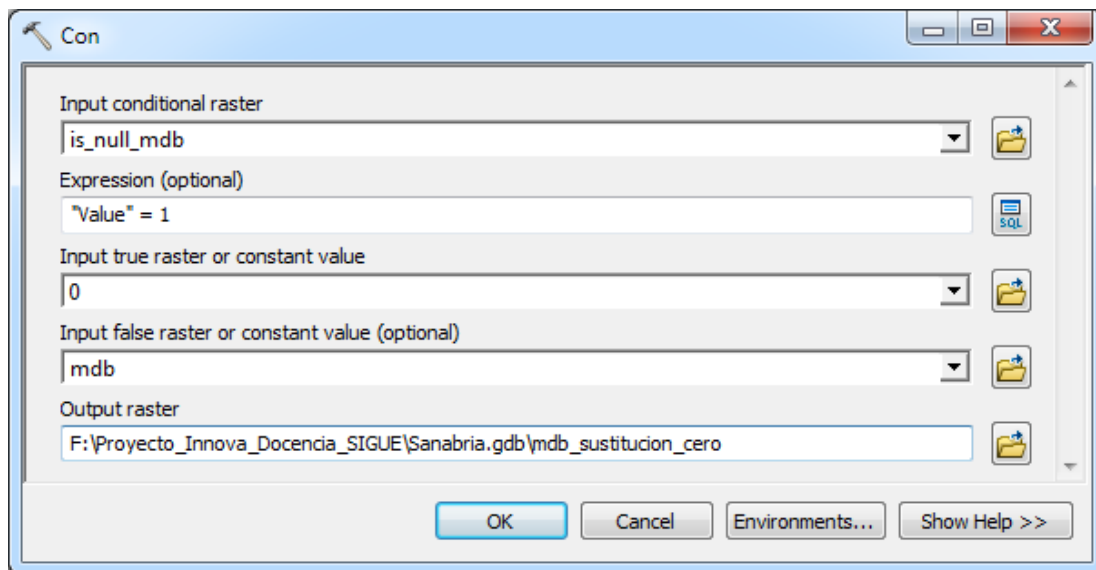 Con
Input conditional raster
is_null_mdb
Expression (optional)
"Value" = 1
SQL
Input true raster or constant value
0
Input false raster or constant value (optional)
mdb
Output raster
F:\Proyecto_Innova_Docencia_SIGUE\Sanabria.gdb\mdb_sustitucion_cero
OK Cancel Environments... Show Help >>